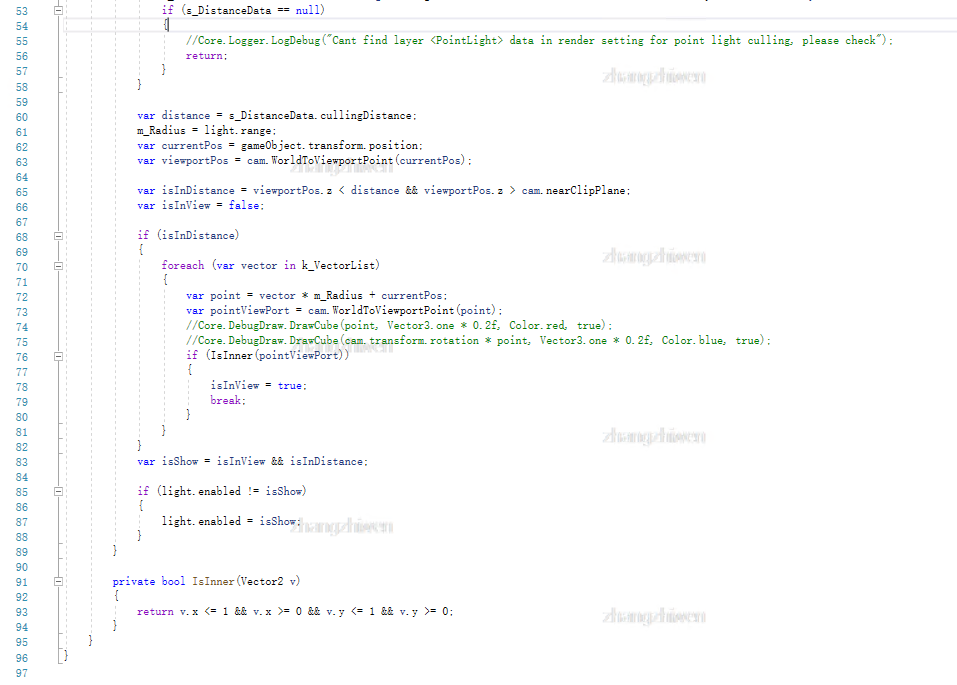 53 if (s_DistanceData == null)
54 {
55 //Core.Logger.LogDebug("Cant find layer <PointLight> data in render setting for point light culling, please check");
56 return;
57 }
58 }
59
60 var distance = s_DistanceData.cullingDistance;
61 m_Radius = light.range;
62 var currentPos = gameObject.transform.position;
63 var viewportPos = cam.WorldToViewportPoint(currentPos);
64
65 var isInDistance = viewportPos.z < distance && viewportPos.z > cam.nearClipPlane;
66 var isInView = false;
67
68 if (isInDistance)
69 {
70 foreach (var vector in k_VectorList)
71 {
72 var point = vector * m_Radius + currentPos;
73 var pointViewPort = cam.WorldToViewportPoint(point);
74 //Core.DebugDraw.DrawCube(point, Vector3.one * 0.2f, Color.red, true);
75 //Core.DebugDraw.DrawCube(cam.transform.rotation * point, Vector3.one * 0.2f, Color.blue, true);
76 if (IsInner(pointViewPort))
77 {
78 isInView = true;
79 break;
80 }
81 }
82 }
83 var isShow = isInView && isInDistance;
84
85 if (light.enabled != isShow)
86 {
87 light.enabled = isShow;
88 }
89 }
90
91 private bool IsInner(Vector2 v)
92 {
93 return v.x <= 1 && v.x >= 0 && v.y <= 1 && v.y >= 0;
94 }
95 }
96 }
97
zhangzhiwen
zhangzhiwen
zhangzhiwen
zhangzhiwen
zhangzhiwen
zhangzhiwen
zhangzhiwen